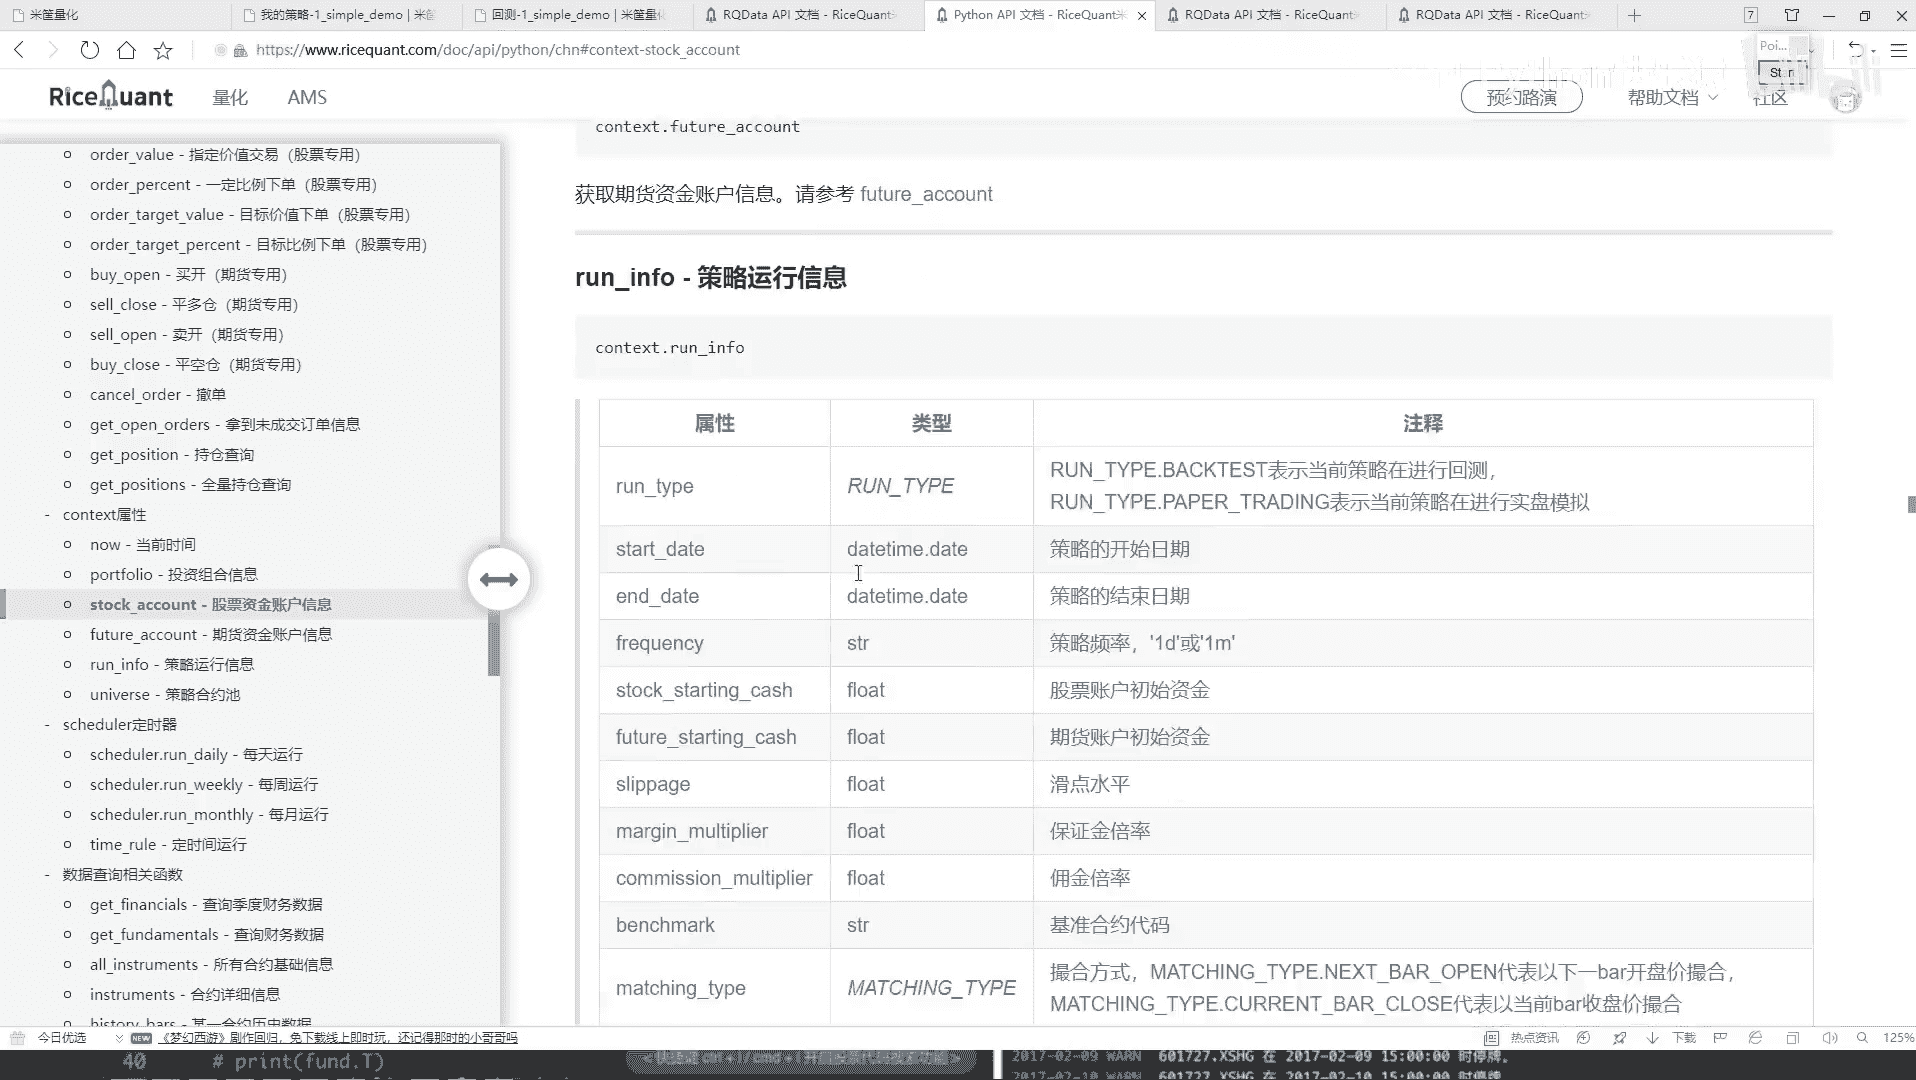 米筐量化
我的策略-1_simple_demo | 米筐
回测-1_simple_demo | 米筐量化
RQData API 文档 - RiceQuant
Python API 文档 - RiceQuant米
RQData API 文档 - RiceQuant
RQData API 文档 - RiceQuant
7
https://www.ricequant.com/doc/api/python/chn#context-stock_account
Poi...
RiceQuant
量化
AMS
预约路演
帮助文档
社区
order_value - 指定价值交易（股票专用）
order_percent - 一定比例下单（股票专用）
order_target_value - 目标价值下单（股票专用）
order_target_percent - 目标比例下单（股票专用）
buy_open - 买开（期货专用）
sell_close - 平多仓（期货专用）
sell_open - 卖开（期货专用）
buy_close - 平空仓（期货专用）
cancel_order - 撤单
get_open_orders - 拿到未成交订单信息
get_position - 持仓查询
get_positions - 全量持仓查询
- context属性
now - 当前时间
portfolio - 投资组合信息
stock_account - 股票资金账户信息
future_account - 期货资金账户信息
run_info - 策略运行信息
universe - 策略合约池
- scheduler定时器
scheduler.run_daily - 每天运行
scheduler.run_weekly - 每周运行
scheduler.run_monthly - 每月运行
time_rule - 定时间运行
- 数据查询相关函数
get_financials - 查询季度财务数据
get_fundamentals - 查询财务数据
all_instruments - 所有合约基础信息
instruments - 合约详细信息
history_bars - 某一合约历史数据
context.future_account
获取期货资金账户信息。请参考 future_account
run_info - 策略运行信息
context.run_info
属性 类型 注释
run_type RUN_TYPE RUN_TYPE.BACKTEST表示当前策略在进行回测，
RUN_TYPE.PAPER_TRADING表示当前策略在进行实盘模拟
start_date datetime.date 策略的开始日期
end_date datetime.date 策略的结束日期
frequency str 策略频率，'1d'或'1m'
stock_starting_cash float 股票账户初始资金
future_starting_cash float 期货账户初始资金
slippage float 滑点水平
margin_multiplier float 保证金倍率
commission_multiplier float 佣金倍率
benchmark str 基准合约代码
matching_type MATCHING_TYPE 撮合方式，MATCHING_TYPE.NEXT_BAR_OPEN代表以下一bar开盘价撮合，
MATCHING_TYPE.CURRENT_BAR_CLOSE代表以当前bar收盘价撮合
今日优选
NEW 《梦幻西游》剧作回归，免下载线上即时玩，还记得那时的小哥哥吗
热点资讯
下载
125%
40 # print(fund.T)
2017-02-09 WARN 601727.XSHG 在 2017-02-09 15:00:00 时停牌。
2017-02-10 WARN 601727.XSHG 在 2017-02-10 15:00:00 时停牌。